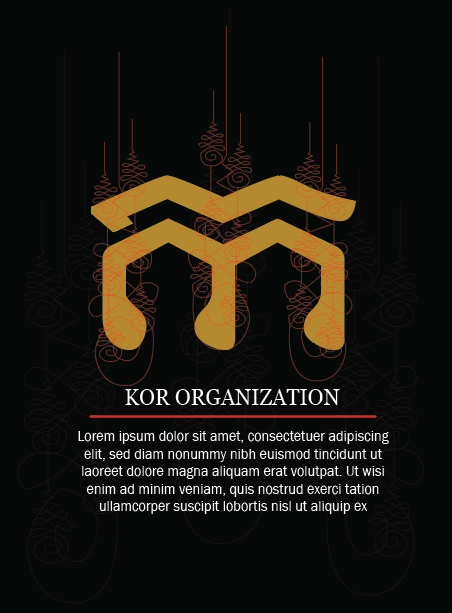 KOR ORGANIZATION
Lorem ipsum dolor sit amet, consectetuer adipiscing
elit, sed diam nonummy nibh euismod tincidunt ut
laoreet dolore magna aliquam erat volutpat. Ut wisi
enim ad minim veniam, quis nostrud exerci tation
ullamcorper suscipit lobortis nisl ut aliquip ex